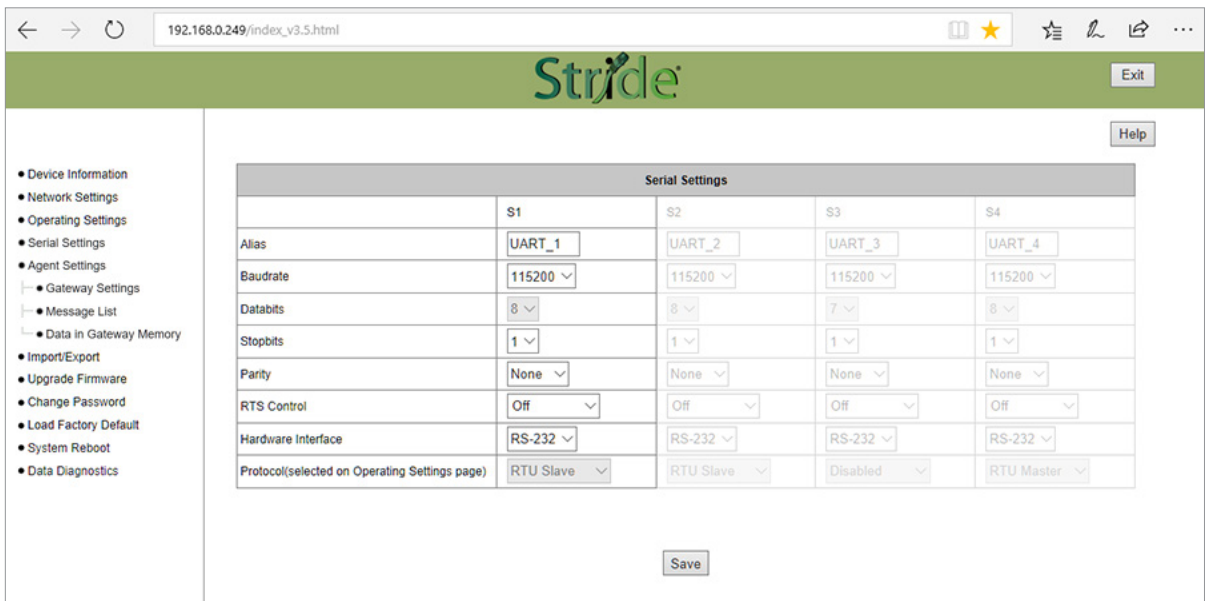 192.168.0.249/index_v3.5.html
Stride
Exit
Help
Device Information
Network Settings
Operating Settings
Serial Settings
Agent Settings
Gateway Settings
Message List
Data in Gateway Memory
Import/Export
Upgrade Firmware
Change Password
Load Factory Default
System Reboot
Data Diagnostics
Serial Settings
S1 S2 S3 S4
Alias UART_1 UART_2 UART_3 UART_4
Baudrate 115200 115200 115200 115200
Databits 8 8 7 8
Stopbits 1 1 1 1
Parity None None None None
RTS Control Off Off Off Off
Hardware Interface RS-232 RS-232 RS-232 RS-232
Protocol(selected on Operating Settings page) RTU Slave RTU Slave Disabled RTU Master
Save